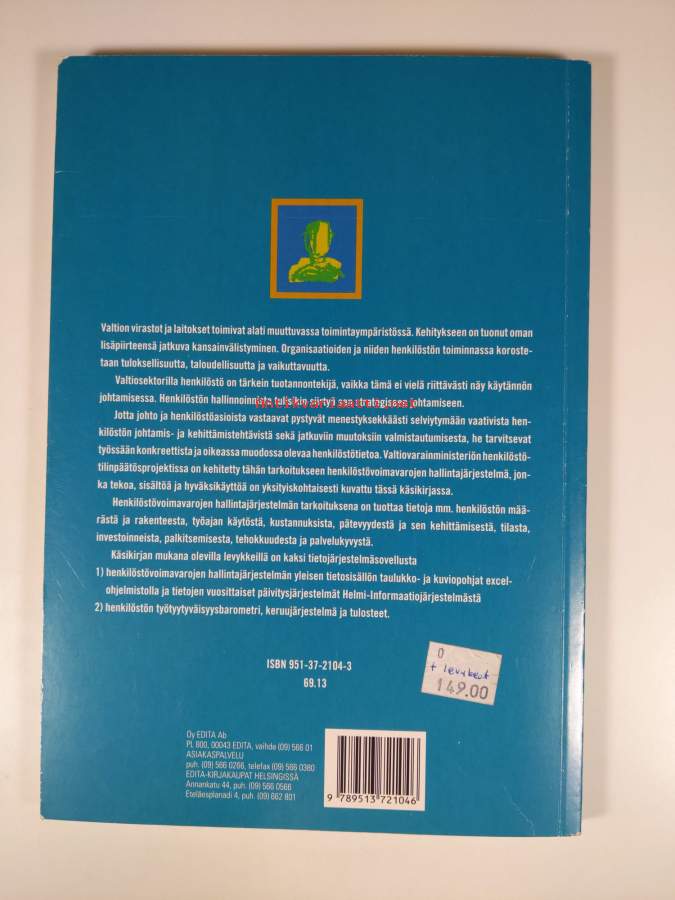 Valtion virastot ja laitokset toimivat alati muuttuvassa toimintaympäristössä. Kehitykseen on tuonut oman
lisäpiirteensä jatkuva kansainvälistyminen. Organisaatioiden ja niiden henkilöstön toiminnassa koroste-
taan tuloksellisuutta, taloudellisuutta ja vaikuttavuutta.
Valtiosektorilla henkilöstö on tärkein tuotannontekijä, vaikka tämä ei vielä riittävästi näy käytännön
johtamisessa. Henkilöstön hallinnoinnista tulisikin siirtyä sen strategiseen johtamiseen.
Jotta johto ja henkilöstöasioista vastaavat pystyvät menestyksekkäästi selviytymään vaativista hen-
kilöstön johtamis- ja kehittämistehtävistä sekä jatkuviin muutoksiin valmistautumisesta, he tarvitsevat
työssään konkreettista ja oikeassa muodossa olevaa henkilöstötietoa. Valtiovarainministeriön henkilöstö-
tilinpäätösprojektissa on kehitetty tähän tarkoitukseen henkilöstövoimavarojen hallintajärjestelmä, jon-
ka tekoa, sisältöä ja hyväksikäyttöä on yksityiskohtaisesti kuvattu tässä käsikirjassa.
Henkilöstövoimavarojen hallintajärjestelmän tarkoituksena on tuottaa tietoja mm. henkilöstön mää-
rästä ja rakenteesta, työajan käytöstä, kustannuksista, pätevyydestä ja sen kehittämisestä, tilasta,
investoinneista, palkitsemisesta, tehokkuudesta ja palvelukyvystä.
Käsikirjan mukana olevilla levykkeillä on kaksi tietojärjestelmäsovellusta
1) henkilöstövoimavarojen hallintajärjestelmän yleisen tietosisällön taulukko- ja kuviopohjat excel-
ohjelmistolla ja tietojen vuosittaiset päivitysjärjestelmät Helmi-Informaatiojärjestelmästä
2) henkilöstön työtyytyväisyysbarometri, keruujärjestelmä ja tulosteet.
ISBN 951-37-2104-3
69.13
0
+ levykeet
149.00
Oy EDITA Ab
PL 800, 00043 EDITA, vaihde (09) 566 01
ASIAKASPALVELU
puh. (09) 566 0266, telefax (09) 566 0380
EDITA-KIRJAKAUPAT HELSINGISSÄ
Annankatu 44, puh. (09) 566 0566
Eteläesplanadi 4, puh. (09) 662 801
9 789513 721046